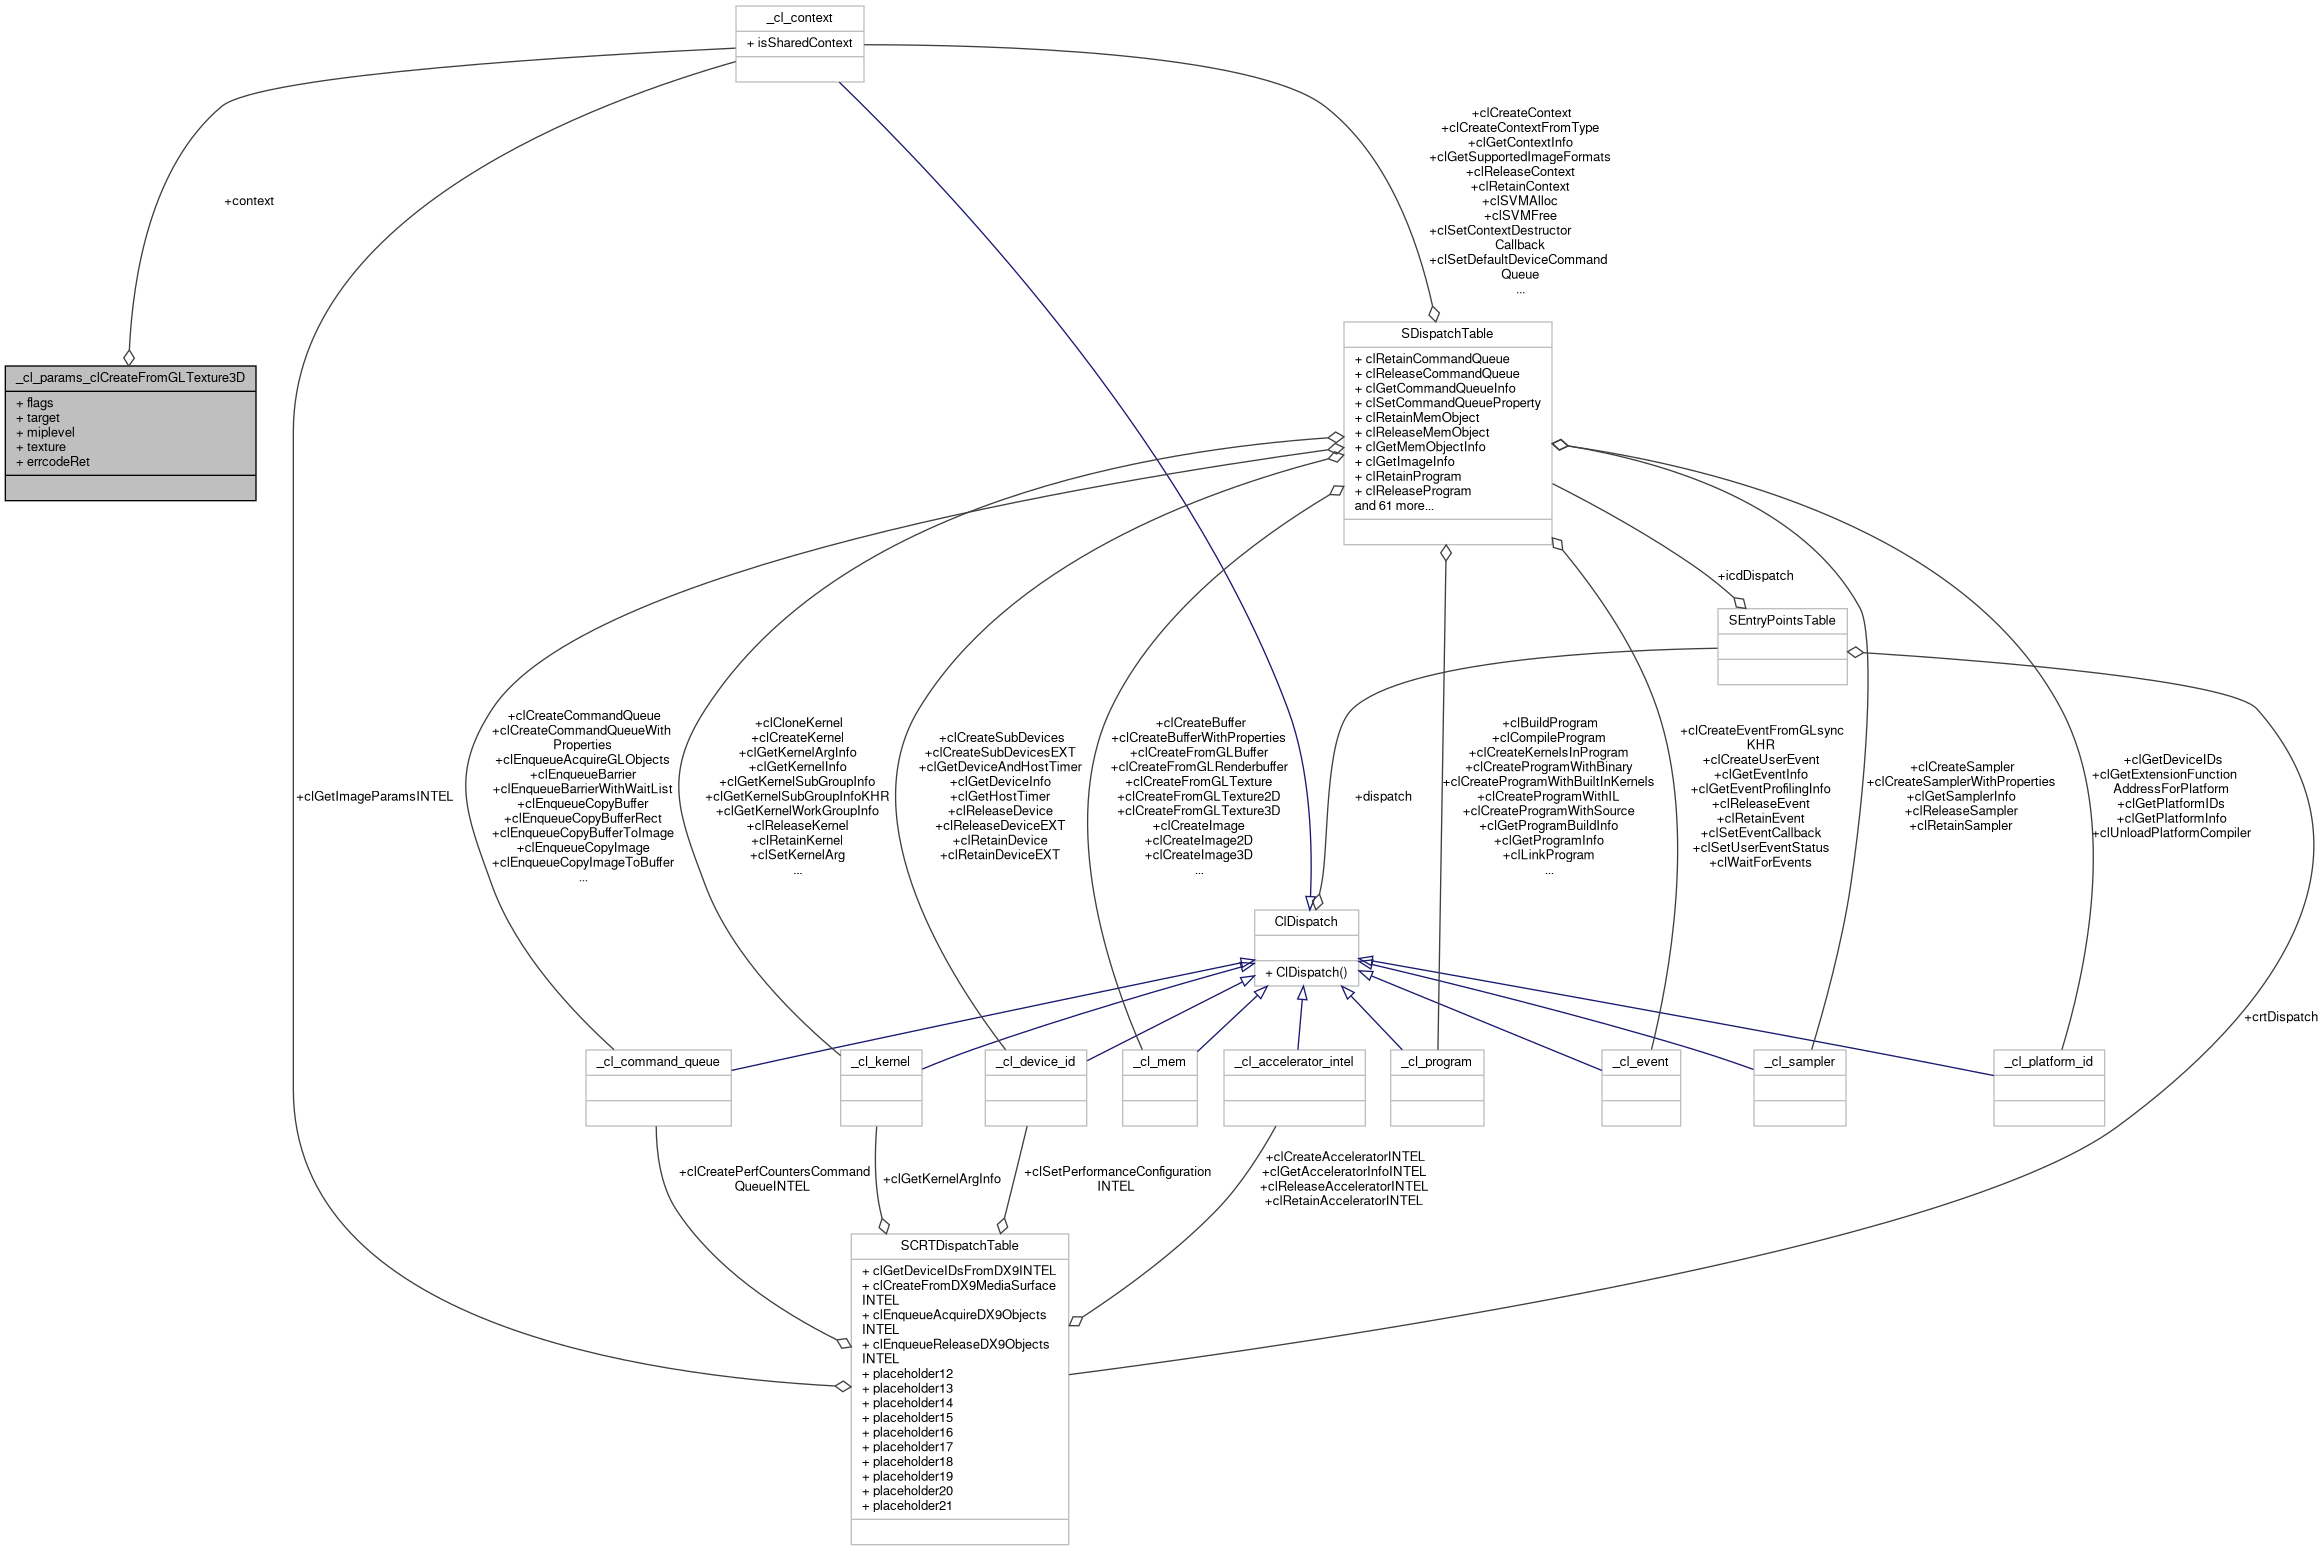 _cl_context
+ isSharedContext
+clCreateContext
+clCreateContextFromType
+clGetContextInfo
+clGetSupportedImageFormats
+clReleaseContext
+clRetainContext
+clSVMAlloc
+clSVMFree
+clSetContextDestructor
Callback
+clSetDefaultDeviceCommand
Queue
...
+context
_cl_params_clCreateFromGLTexture3D
+ flags
+ target
+ miplevel
+ texture
+ errcodeRet
SDispatchTable
+ clRetainCommandQueue
+ clReleaseCommandQueue
+ clGetCommandQueueInfo
+ clSetCommandQueueProperty
+ clRetainMemObject
+ clReleaseMemObject
+ clGetMemObjectInfo
+ clGetImageInfo
+ clRetainProgram
+ clReleaseProgram
and 61 more...
+icdDispatch
SEntryPointsTable
+clGetImageParamsINTEL
+clCreateCommandQueue
+clCreateCommandQueueWith
Properties
+clEnqueueAcquireGLObjects
+clEnqueueBarrier
+clEnqueueBarrierWithWaitList
+clEnqueueCopyBuffer
+clEnqueueCopyBufferRect
+clEnqueueCopyBufferToImage
+clEnqueueCopyImage
+clEnqueueCopyImageToBuffer
...
+clCloneKernel
+clCreateKernel
+clGetKernelArgInfo
+clGetKernelInfo
+clGetKernelSubGroupInfo
+clGetKernelSubGroupInfoKHR
+clGetKernelWorkGroupInfo
+clReleaseKernel
+clRetainKernel
+clSetKernelArg
...
+clCreateSubDevices
+clCreateSubDevicesEXT
+clGetDeviceAndHostTimer
+clGetDeviceInfo
+clGetHostTimer
+clReleaseDevice
+clReleaseDeviceEXT
+clRetainDevice
+clRetainDeviceEXT
+clCreateBuffer
+clCreateBufferWithProperties
+clCreateFromGLBuffer
+clCreateFromGLRenderbuffer
+clCreateFromGLTexture
+clCreateFromGLTexture2D
+clCreateFromGLTexture3D
+clCreateImage
+clCreateImage2D
+clCreateImage3D
...
+dispatch
+clBuildProgram
+clCompileProgram
+clCreateKernelsInProgram
+clCreateProgramWithBinary
+clCreateProgramWithBuiltInKernels
+clCreateProgramWithIL
+clCreateProgramWithSource
+clGetProgramBuildInfo
+clGetProgramInfo
+clLinkProgram
...
+clCreateEventFromGLsync
KHR
+clCreateUserEvent
+clGetEventInfo
+clGetEventProfilingInfo
+clReleaseEvent
+clRetainEvent
+clSetEventCallback
+clSetUserEventStatus
+clWaitForEvents
+clCreateSampler
+clCreateSamplerWithProperties
+clGetSamplerInfo
+clReleaseSampler
+clRetainSampler
+clGetDeviceIDs
+clGetExtensionFunction
AddressForPlatform
+clGetPlatformIDs
+clGetPlatformInfo
+clUnloadPlatformCompiler
ClDispatch
+ ClDispatch()
+crtDispatch
_cl_command_queue
_cl_kernel
_cl_device_id
_cl_mem
_cl_accelerator_intel
_cl_program
_cl_event
_cl_sampler
_cl_platform_id
+clCreatePerfCountersCommand
QueueINTEL
+clGetKernelArgInfo
+clSetPerformanceConfiguration
INTEL
+clCreateAcceleratorINTEL
+clGetAcceleratorInfoINTEL
+clReleaseAcceleratorINTEL
+clRetainAcceleratorINTEL
SCRTDispatchTable
+ clGetDeviceIDsFromDX9INTEL
+ clCreateFromDX9MediaSurface
INTEL
+ clEnqueueAcquireDX9Objects
INTEL
+ clEnqueueReleaseDX9Objects
INTEL
+ placeholder12
+ placeholder13
+ placeholder14
+ placeholder15
+ placeholder16
+ placeholder17
+ placeholder18
+ placeholder19
+ placeholder20
+ placeholder21